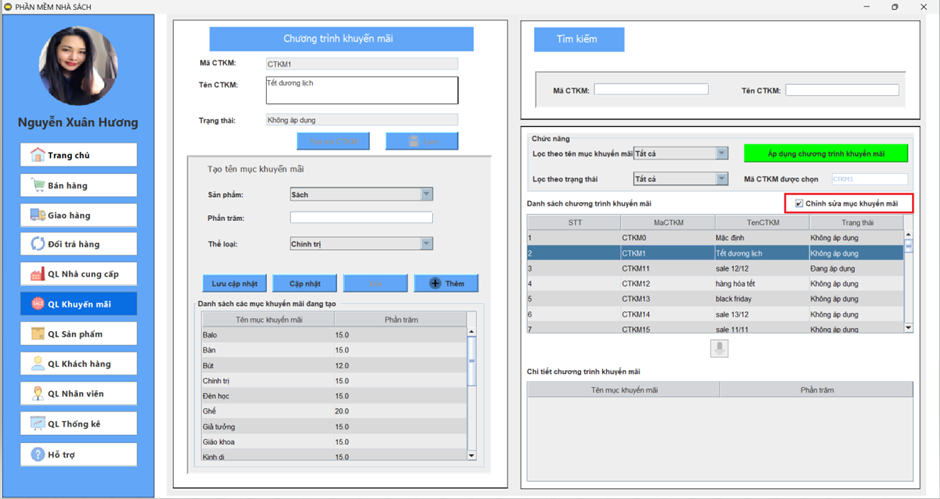 PHẦN MỀM NHÀ SÁCH
Nguyễn Xuân Hương
Trang chủ
Bán hàng
Giao hàng
Đổi trả hàng
QL Nhà cung cấp
SALE
QL Khuyến mãi
QL Sản phẩm
QL Khách hàng
QL Nhân viên
QL Thống kê
Hỗ trợ
Chương trình khuyến mãi
Mã CTKM: CTKM1
Tên CTKM: Tết dương lịch
Trạng thái: Không áp dụng
Tạo tên mục khuyến mãi
Sản phẩm: Sách
Phần trăm:
Thể loại: Chính trị
Lưu cập nhật Cập nhật Thêm
Danh sách các mục khuyến mãi đang tạo
Tên mục khuyến mãi Phần trăm
Balo 15.0
Bàn 15.0
Bút 12.0
Chính trị 15.0
Đèn học 15.0
Ghế 20.0
Giả tưởng 15.0
Giáo khoa 15.0
Kinh dị 15.0
Tìm kiếm
Mã CTKM: Tên CTKM:
Chức năng
Lọc theo tên mục khuyến mãi Tất cả Áp dụng chương trình khuyến mãi
Lọc theo trạng thái Tất cả Mã CTKM được chọn CTKM1
Danh sách chương trình khuyến mãi Chỉnh sửa mục khuyến mãi
STT MaCTKM TenCTKM Trạng thái
1 CTKM0 Mặc định Không áp dụng
2 CTKM1 Tết dương lịch Không áp dụng
3 CTKM11 sale 12/12 Đang áp dụng
4 CTKM12 hàng hóa tết Không áp dụng
5 CTKM13 black friday Không áp dụng
6 CTKM14 sale 13/12 Không áp dụng
7 CTKM15 sale 11/11 Không áp dụng
Chi tiết chương trình khuyến mãi
Tên mục khuyến mãi Phần trăm